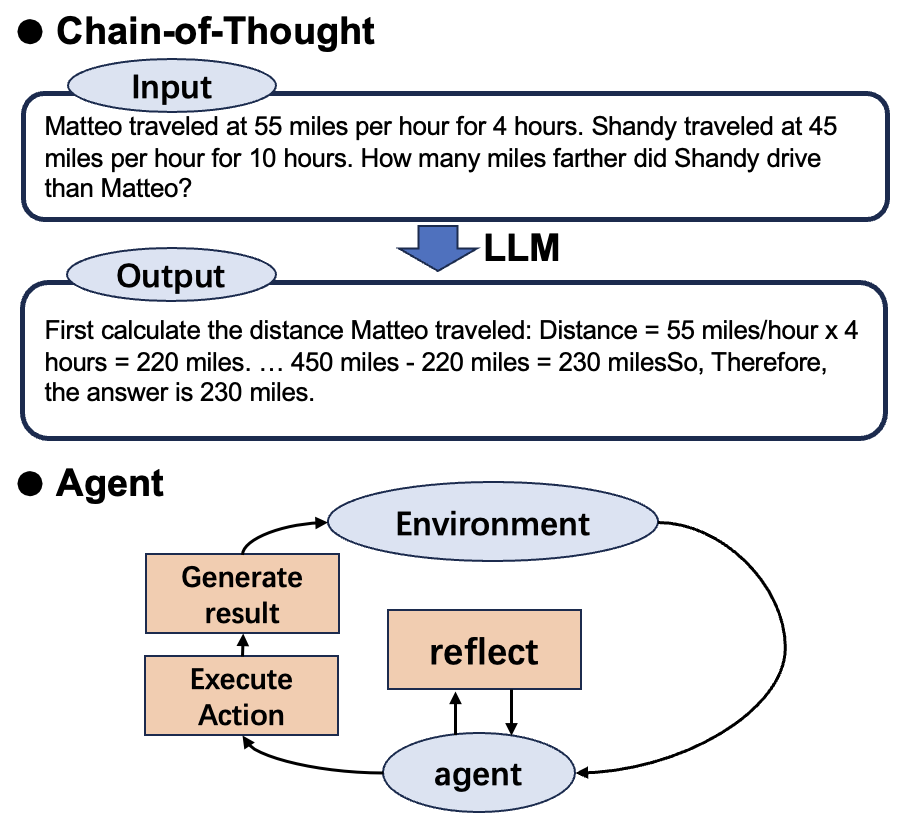 ● Chain-of-Thought
Input
Matteo traveled at 55 miles per hour for 4 hours. Shandy traveled at 45
miles per hour for 10 hours. How many miles farther did Shandy drive
than Matteo?
LLM
Output
First calculate the distance Matteo traveled: Distance = 55 miles/hour x 4
hours = 220 miles. … 450 miles - 220 miles = 230 milesSo, Therefore,
the answer is 230 miles.
● Agent
Environment
Generate
result
reflect
Execute
Action
agent